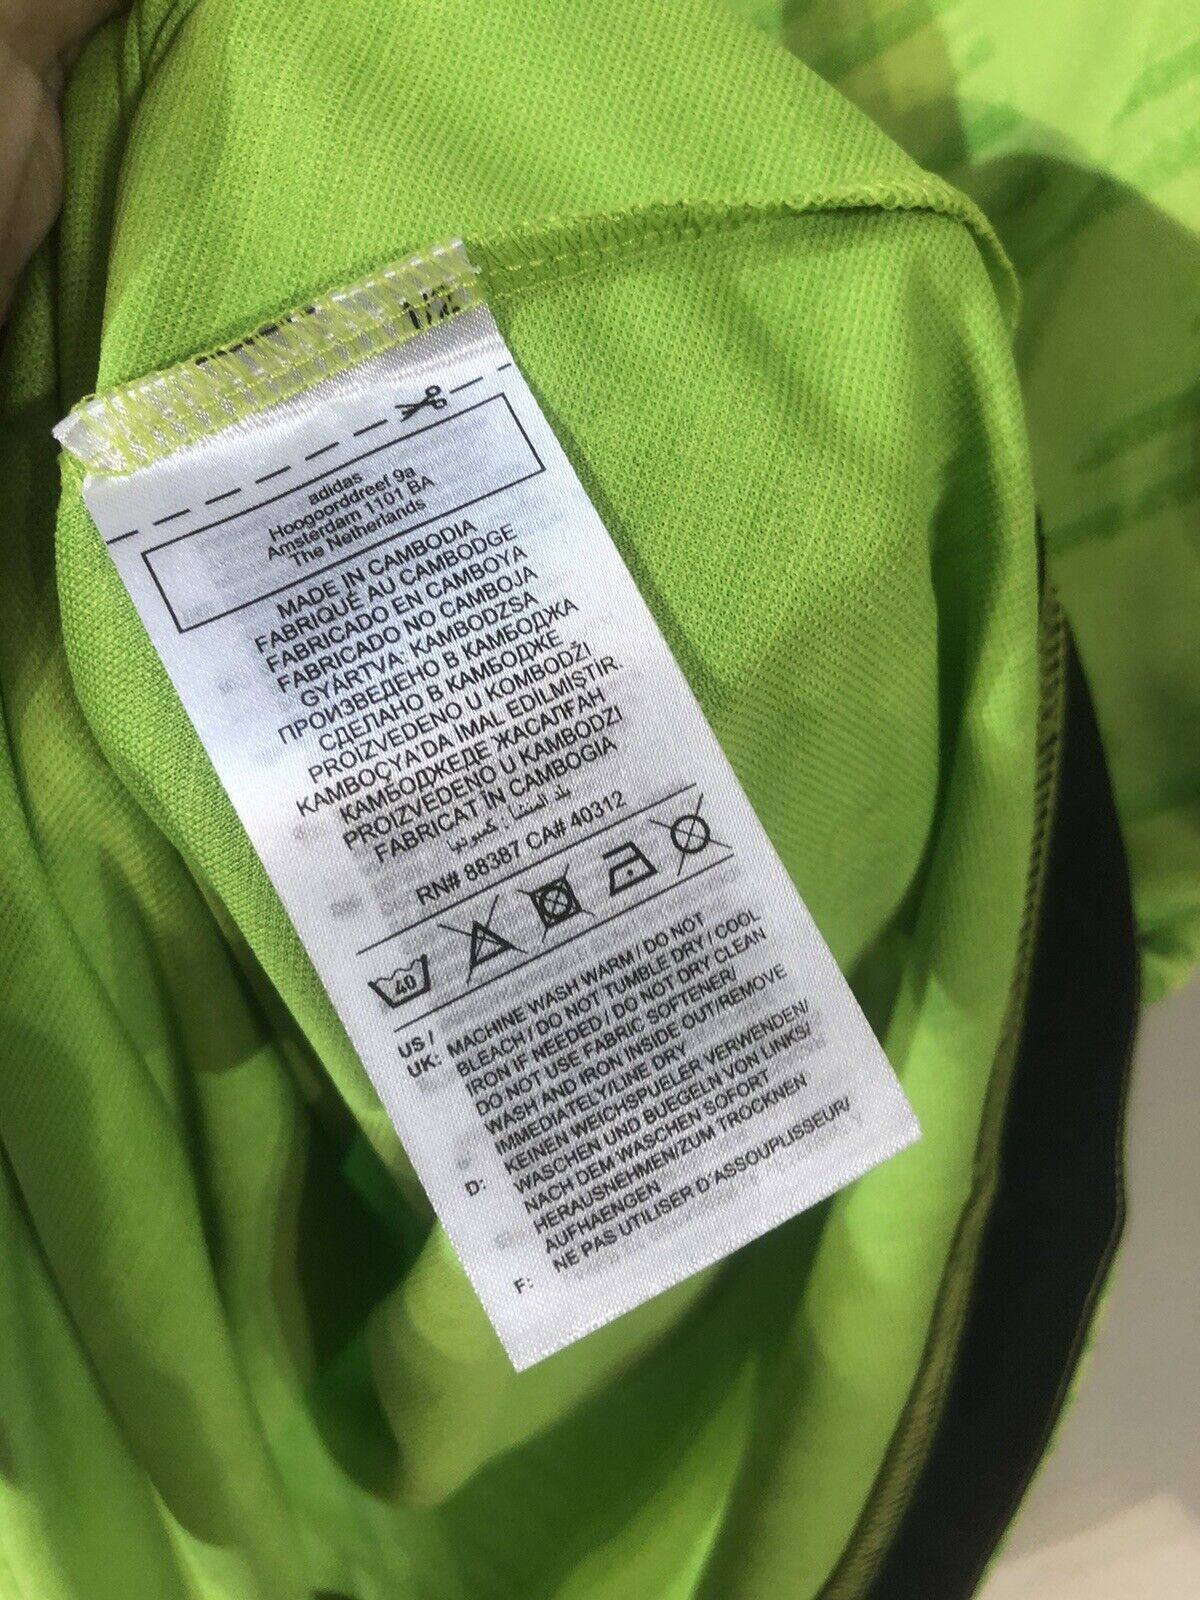 adidas
Hoogoorddreef 9a
Amsterdam 1101 BA
The Netherlands
MADE IN CAMBODIA
FABRIQUÉ AU CAMBODGE
FABRICADO EN CAMBOYA
FABRICADO NO CAMBOJA
GYÁRTVA: KAMBODZSA
ПРОИЗВЕДЕНО В КАМБОДЖА
СДЕЛАНО В КАМБОДЖЕ
PROIZVEDENO U KOMBODŽI
KAMBOÇYA'DA İMAL EDİLMİŞTİR.
КАМБОДЖЕДЕ ЖАСАЛҒАН
PROIZVEDENO U KAMBODZI
FABRICAT ÎN CAMBOGIA
بلد المنشأ : كمبوديا
RN# 88387 CA# 40312
40
US / UK: MACHINE WASH WARM / DO NOT
BLEACH / DO NOT TUMBLE DRY / COOL
IRON IF NEEDED / DO NOT DRY CLEAN
DO NOT USE FABRIC SOFTENER/
WASH AND IRON INSIDE OUT/REMOVE
IMMEDIATELY/LINE DRY
D: KEINEN WEICHSPUELER VERWENDEN/
WASCHEN UND BUEGELN VON LINKS/
NACH DEM WASCHEN SOFORT
HERAUSNEHMEN/ZUM TROCKNEN
AUFHAENGEN
F: NE PAS UTILISER D'ASSOUPLISSEUR/